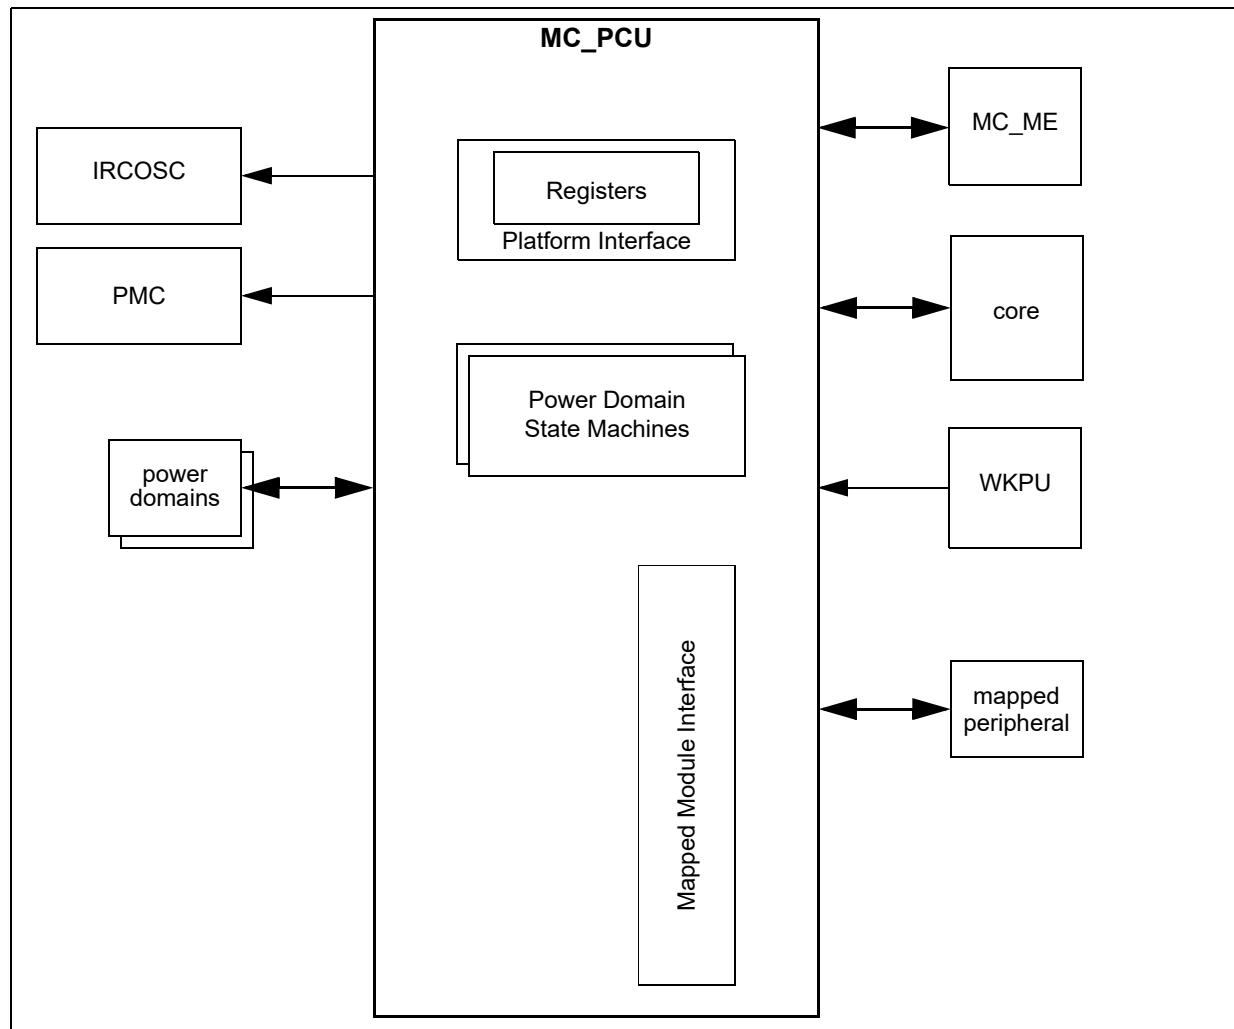 MC_PCU
IRCOSC
PMC
power
domains
Registers
Platform Interface
Power Domain
State Machines
Mapped Module Interface
MC_ME
core
WKPU
mapped
peripheral